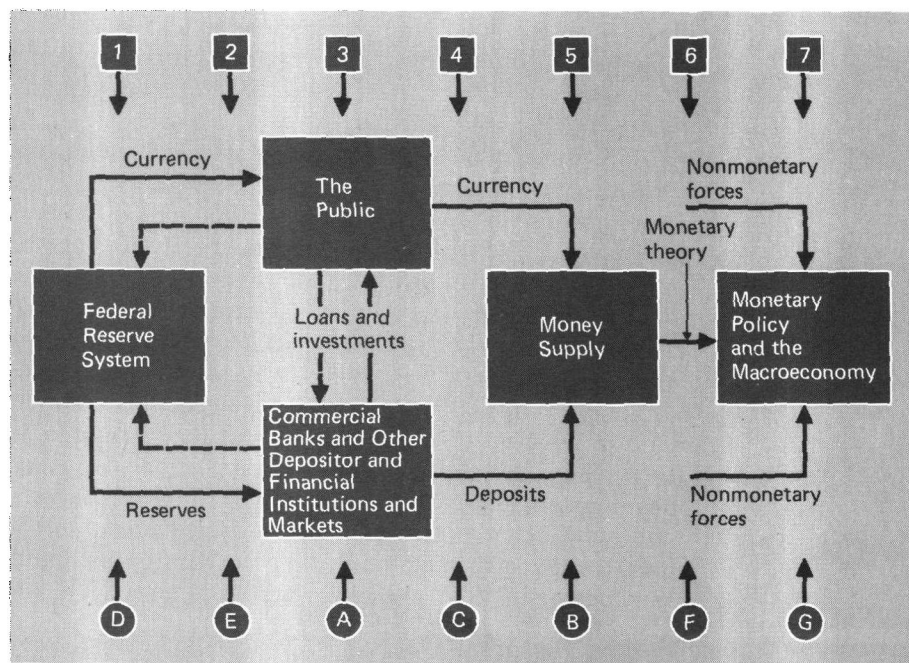 1 2 3 4 5 6 7
Currency
The
Public
Currency
Nonmonetary
forces
Monetary
theory
Federal
Reserve
System
Loans and
investments
Money
Supply
Monetary
Policy
and the
Macroeconomy
Commercial
Banks and Other
Depositor and
Financial
Institutions and
Markets
Reserves
Deposits
Nonmonetary
forces
D E A C B F G